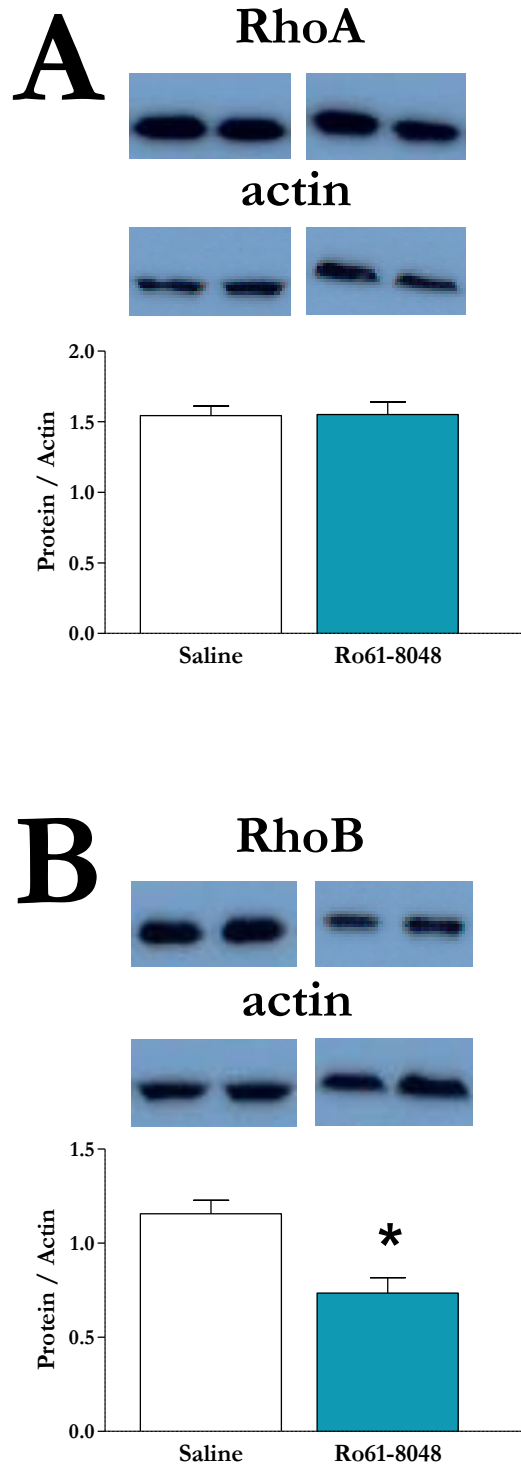 A
RhoA
actin
2.0
1.5
1.0
0.5
0.0
Protein / Actin
Saline Ro61-8048
B
RhoB
actin
1.5
1.0
0.5
0.0
Protein / Actin
*
Saline Ro61-8048